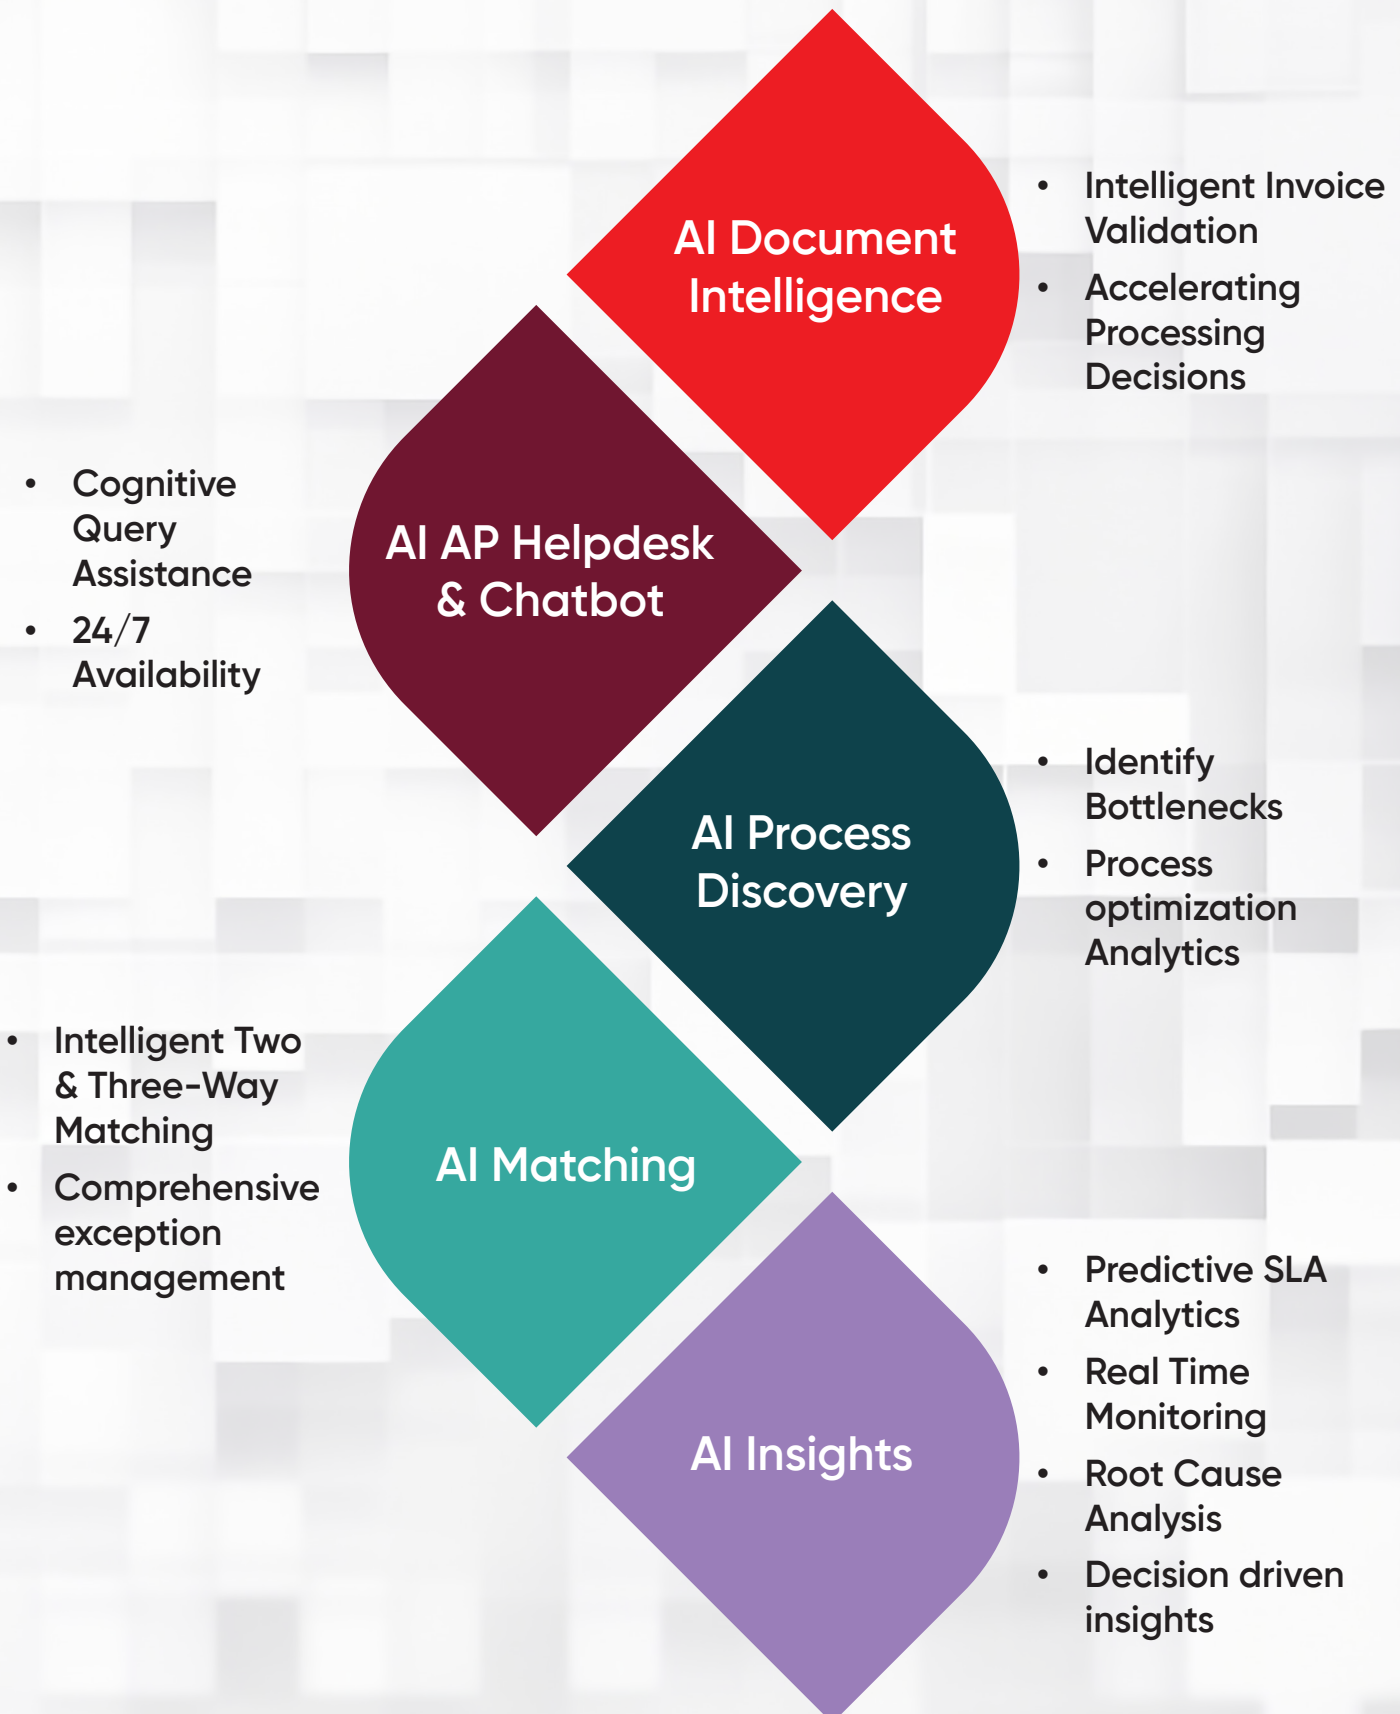 AI Document
Intelligence
• Intelligent Invoice
Validation
• Accelerating
Processing
Decisions
AI AP Helpdesk
& Chatbot
• Cognitive
Query
Assistance
• 24/7
Availability
AI Process
Discovery
• Identify
Bottlenecks
• Process
optimization
Analytics
AI Matching
• Intelligent Two
& Three-Way
Matching
• Comprehensive
exception
management
AI Insights
• Predictive SLA
Analytics
• Real Time
Monitoring
• Root Cause
Analysis
• Decision driven
insights